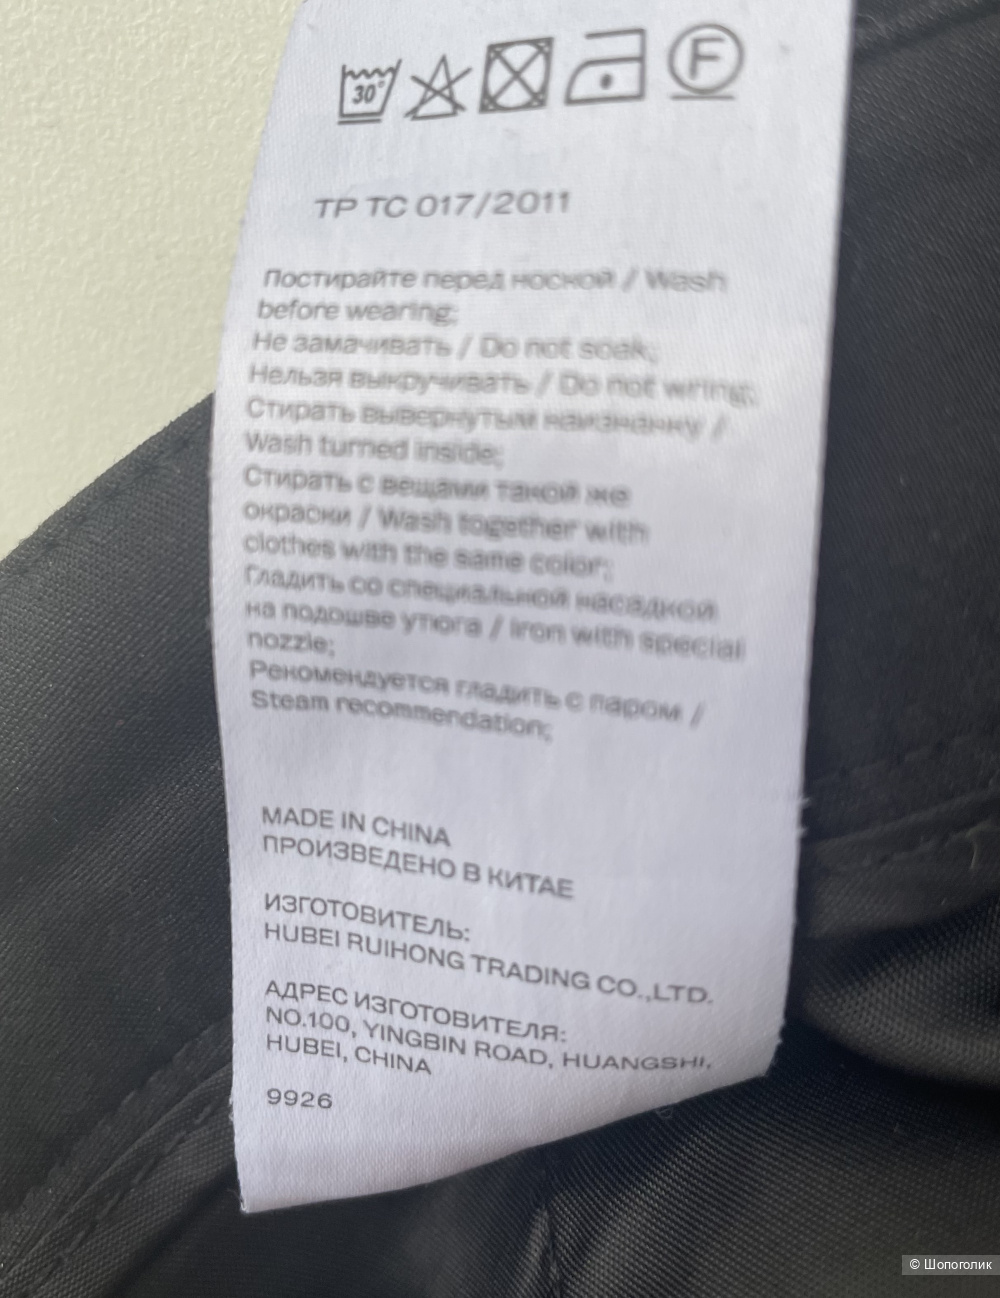 30°
F
ТР ТС 017/2011
Постирайте перед ноской / Wash
before wearing;
Не замачивать / Do not soak;
Нельзя выкручивать / Do not wring;
Стирать вывернутым наизнанку /
Wash turned inside;
Стирать с вещами такой же
окраски / Wash together with
clothes with the same color;
Гладить со специальной насадкой
на подошве утюга / Iron with special
nozzle;
Рекомендуется гладить с паром /
Steam recommendation;
MADE IN CHINA
ПРОИЗВЕДЕНО В КИТАЕ
ИЗГОТОВИТЕЛЬ:
HUBEI RUIHONG TRADING CO.,LTD.
АДРЕС ИЗГОТОВИТЕЛЯ:
NO.100, YINGBIN ROAD, HUANGSHI,
HUBEI, CHINA
9926
© Шопоголик